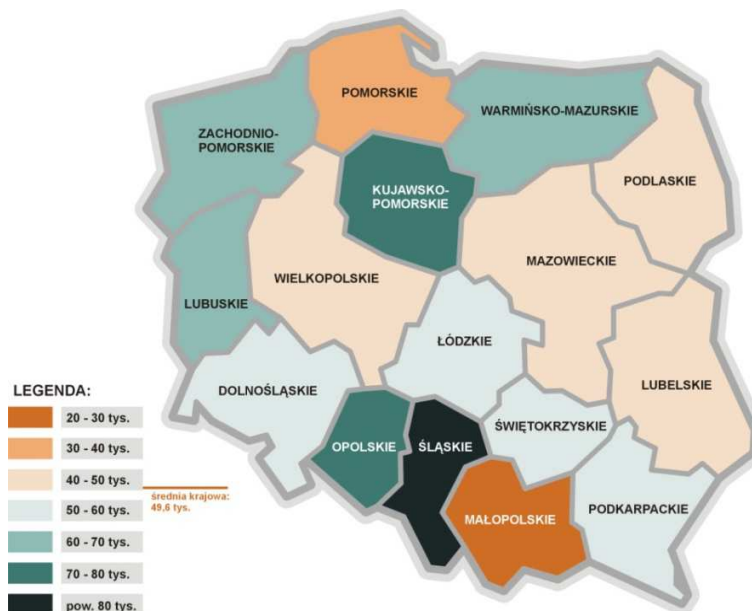 POMORSKIE
WARMIŃSKO-MAZURSKIE
ZACHODNIO-
POMORSKIE
PODLASKIE
KUJAWSKO-
POMORSKIE
MAZOWIECKIE
WIELKOPOLSKIE
LUBUSKIE
ŁÓDZKIE
DOLNOŚLĄSKIE
LUBELSKIE
ŚWIĘTOKRZYSKIE
OPOLSKIE
ŚLĄSKIE
MAŁOPOLSKIE
PODKARPACKIE
LEGENDA:
20 - 30 tys.
30 - 40 tys.
40 - 50 tys.
średnia krajowa:
49,6 tys.
50 - 60 tys.
60 - 70 tys.
70 - 80 tys.
pow. 80 tys.